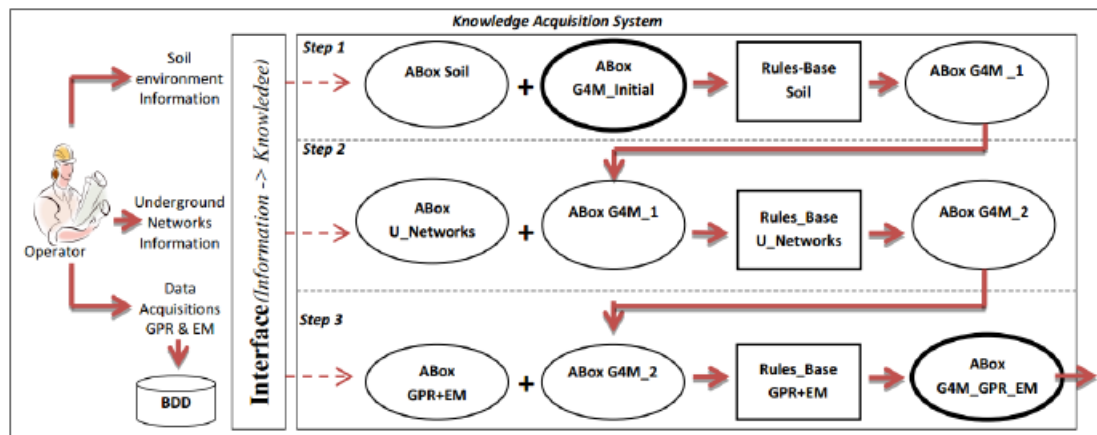 Knowledge Acquisition System
Soil
environment
Information
Operator
Underground
Networks
Information
Data
Acquisitions
GPR & EM
BDD
Interface(Information -> Knowledge)
Step 1
ABox Soil
+
ABox
G4M_Initial
Rules-Base
Soil
ABox G4M _1
Step 2
ABox
U_Networks
+
ABox G4M_1
Rules_Base
U_Networks
ABox G4M_2
Step 3
ABox
GPR+EM
+
ABox G4M_2
Rules_Base
GPR+EM
ABox
G4M_GPR_EM